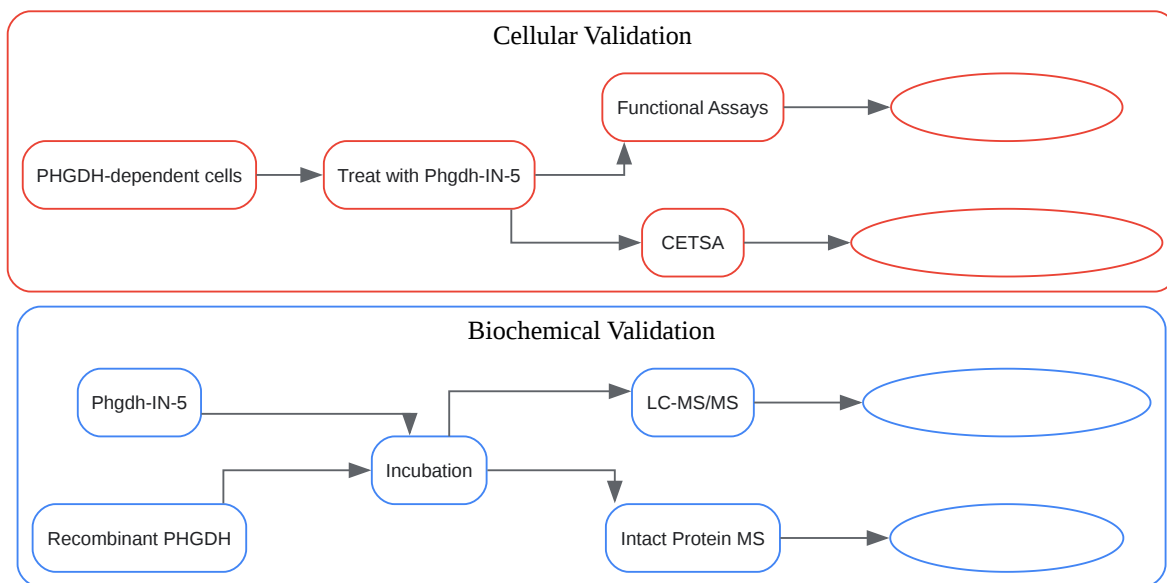 Cellular Validation
Functional Assays
PHGDH-dependent cells
Treat with Phgdh-IN-5
CETSA
Biochemical Validation
Phgdh-IN-5
LC-MS/MS
Incubation
Recombinant PHGDH
Intact Protein MS